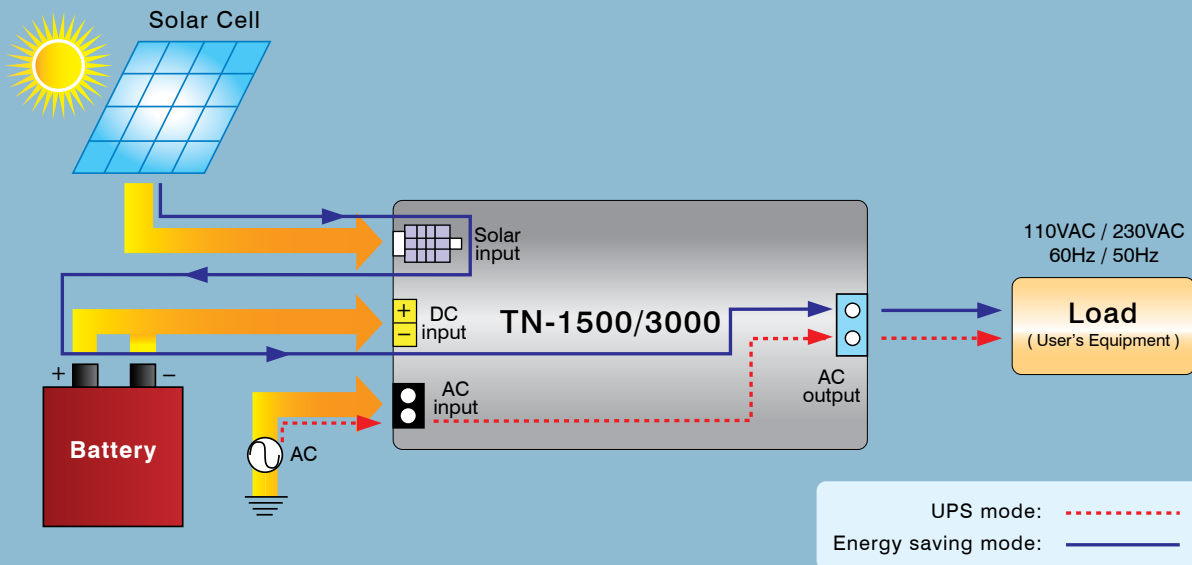 Solar Cell
Solar
input
+
−
DC
input
TN-1500/3000
110VAC / 230VAC
60Hz / 50Hz
Load
( User's Equipment )
+
−
AC
input
AC
output
Battery
AC
UPS mode:
Energy saving mode: